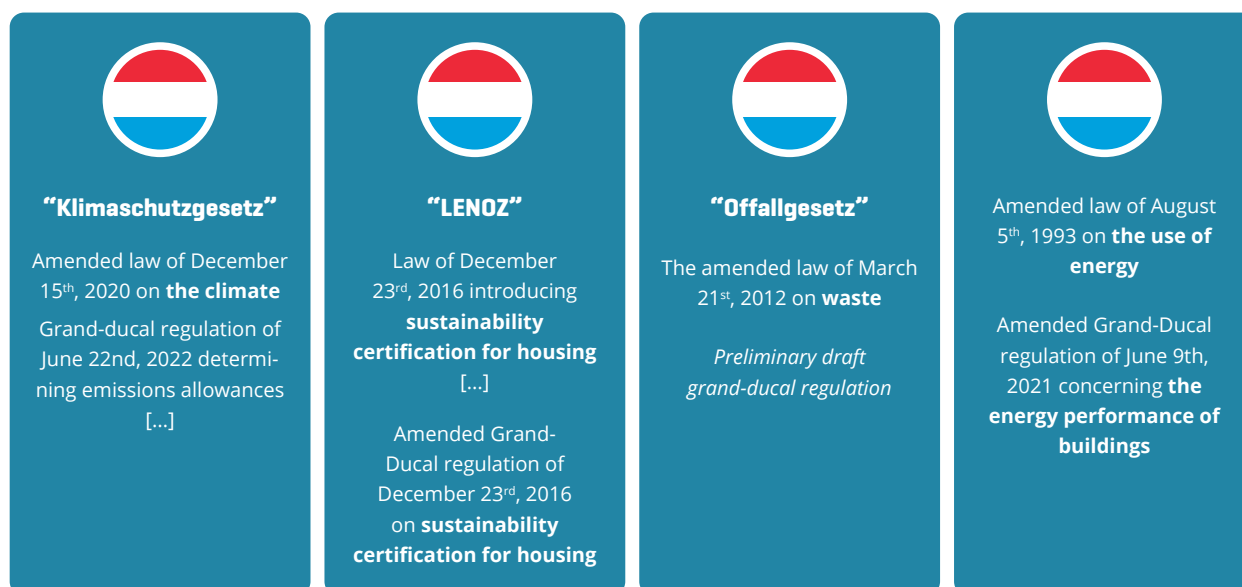 “Klimaschutzgesetz”
Amended law of December
15th, 2020 on the climate
Grand-ducal regulation of
June 22nd, 2022 determi-
ning emissions allowances
[...]
“LENOZ”
Law of December
23rd, 2016 introducing
sustainability
certification for housing
[...]
Amended Grand-
Ducal regulation of
December 23rd, 2016
on sustainability
certification for housing
“Offallgesetz”
The amended law of March
21st, 2012 on waste
Preliminary draft
grand-ducal regulation
Amended law of August
5th, 1993 on the use of
energy
Amended Grand-Ducal
regulation of June 9th,
2021 concerning the
energy performance of
buildings